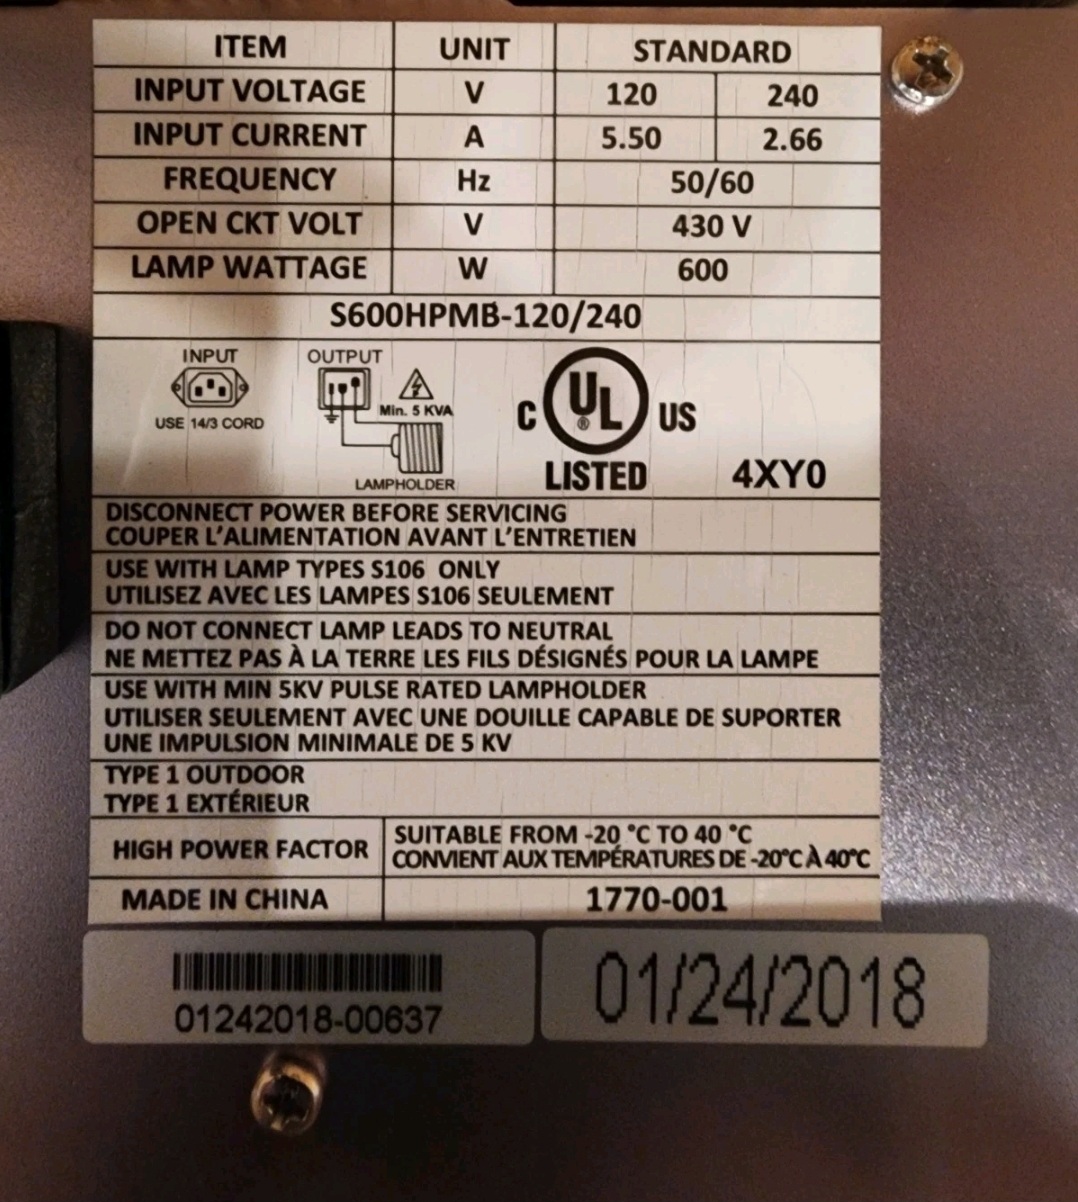 ITEM UNIT STANDARD
INPUT VOLTAGE V 120 240
INPUT CURRENT A 5.50 2.66
FREQUENCY Hz 50/60
OPEN CKT VOLT V 430 V
LAMP WATTAGE W 600
S600HPMB-120/240
INPUT
USE 14/3 CORD
OUTPUT
Min. 5 KVA
LAMPHOLDER
C UL® US
LISTED
4XY0
DISCONNECT POWER BEFORE SERVICING
COUPER L'ALIMENTATION AVANT L'ENTRETIEN
USE WITH LAMP TYPES S106 ONLY
UTILISEZ AVEC LES LAMPES S106 SEULEMENT
DO NOT CONNECT LAMP LEADS TO NEUTRAL
NE METTEZ PAS À LA TERRE LES FILS DÉSIGNÉS POUR LA LAMPE
USE WITH MIN 5KV PULSE RATED LAMPHOLDER
UTILISER SEULEMENT AVEC UNE DOUILLE CAPABLE DE SUPORTER
UNE IMPULSION MINIMALE DE 5 KV
TYPE 1 OUTDOOR
TYPE 1 EXTÉRIEUR
HIGH POWER FACTOR
SUITABLE FROM -20 °C TO 40 °C
CONVIENT AUX TEMPÉRATURES DE -20°C À 40°C
MADE IN CHINA 1770-001
01242018-00637
01/24/2018